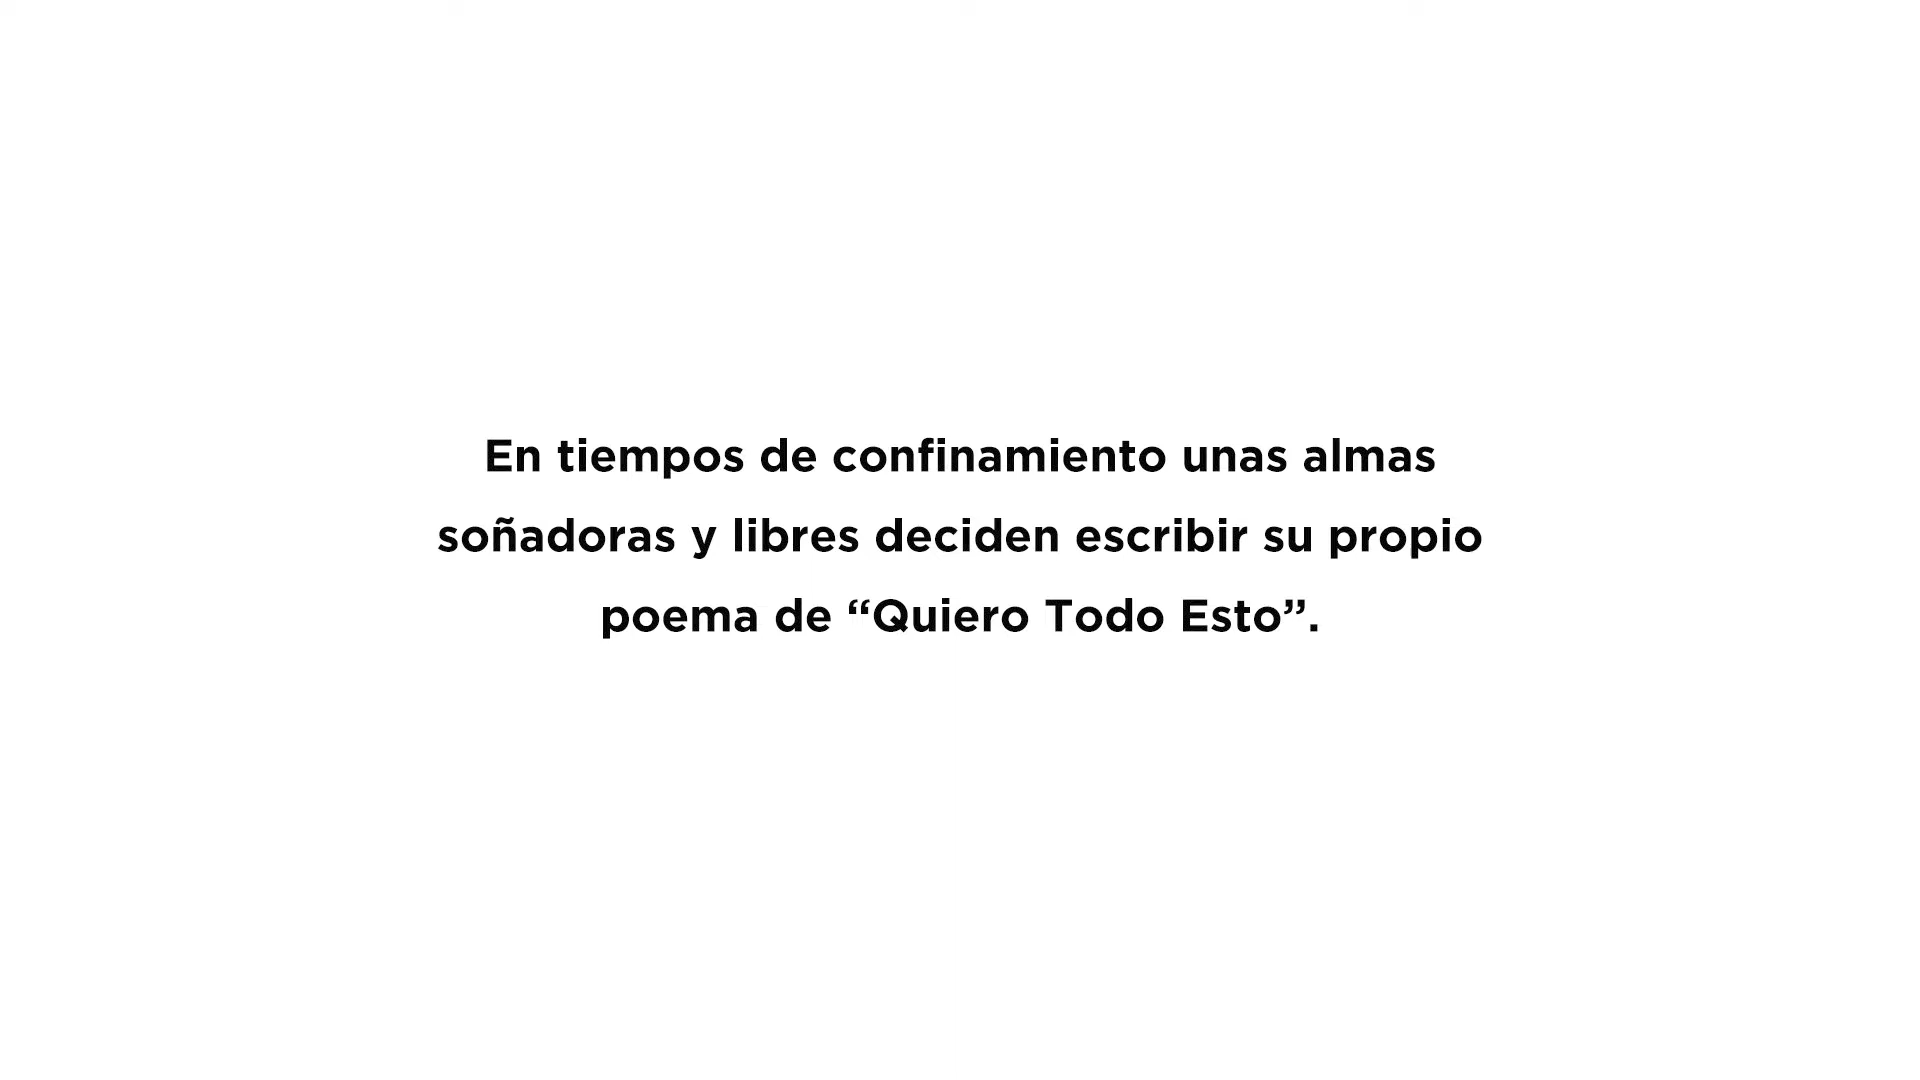 En tiempos de confinamiento unas almas
soñadoras y libres deciden escribir su propio
poema de “Quiero Todo Esto”.